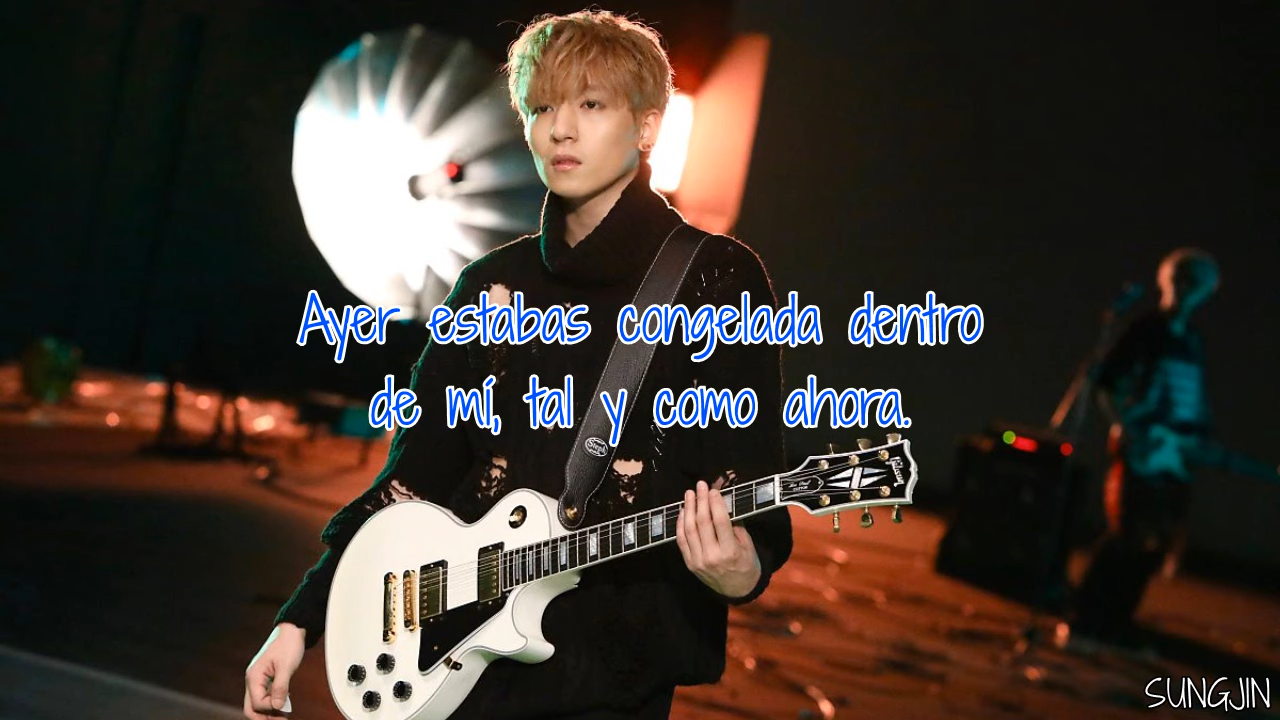 Ayer estabas congelada dentro
de mí, tal y como ahora.
Gibson
SUNGJIN